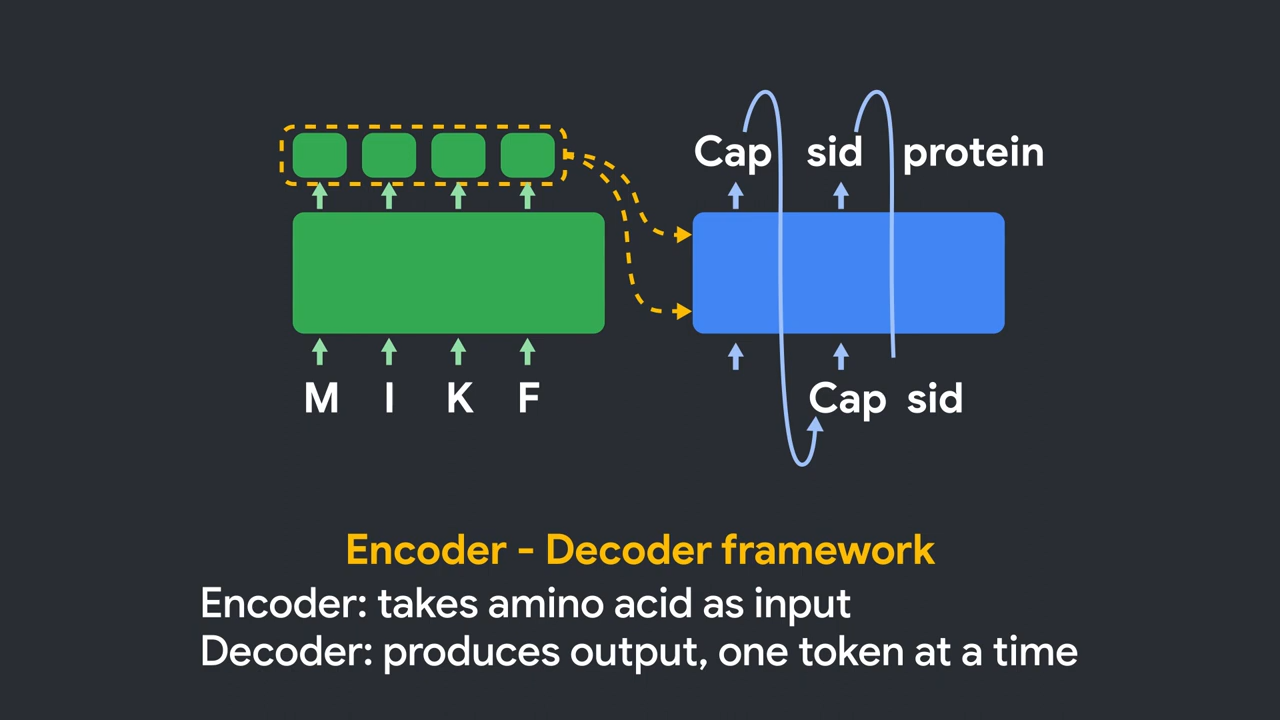 Cap sid protein
M I K F
Cap sid
Encoder - Decoder framework
Encoder: takes amino acid as input
Decoder: produces output, one token at a time